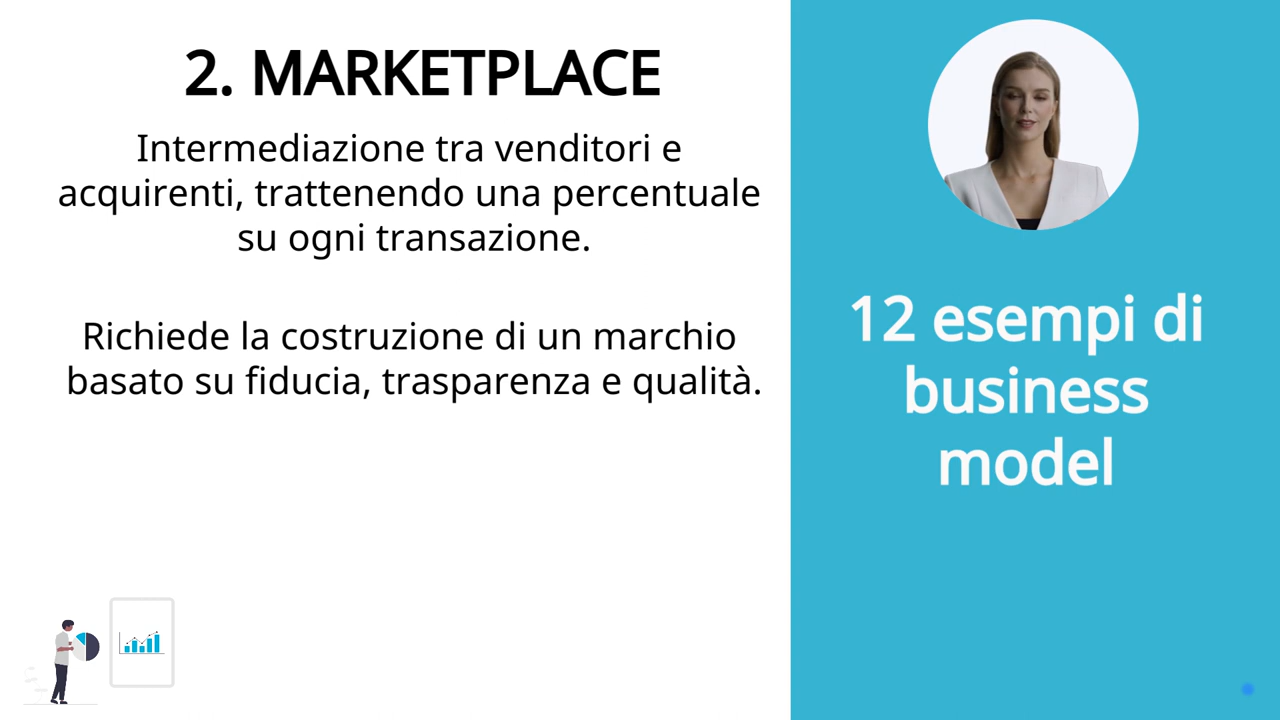 2. MARKETPLACE
Intermediazione tra venditori e
acquirenti, trattenendo una percentuale
su ogni transazione.
Richiede la costruzione di un marchio
basato su fiducia, trasparenza e qualità.
12 esempi di
business
model